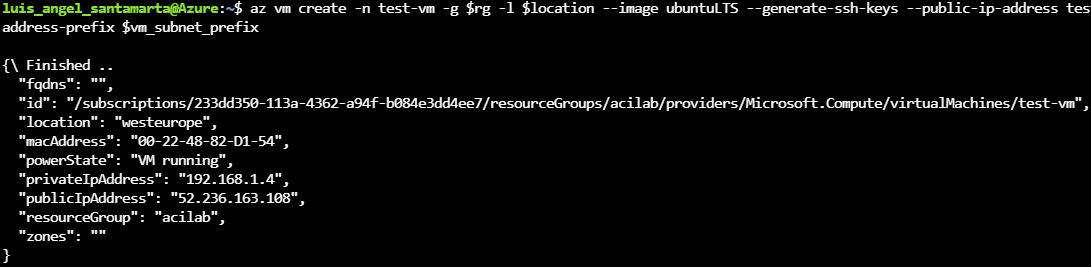 luis_angel_santamarta@Azure:~$ az vm create -n test-vm -g $rg -l $location --image ubuntuLTS --generate-ssh-keys --public-ip-address tes
address-prefix $vm_subnet_prefix
{\ Finished ..
  "fqdns": "",
  "id": "/subscriptions/233dd350-113a-4362-a94f-b084e3dd4ee7/resourceGroups/acilab/providers/Microsoft.Compute/virtualMachines/test-vm",
  "location": "westeurope",
  "macAddress": "00-22-48-82-D1-54",
  "powerState": "VM running",
  "privateIpAddress": "192.168.1.4",
  "publicIpAddress": "52.236.163.108",
  "resourceGroup": "acilab",
  "zones": ""
}